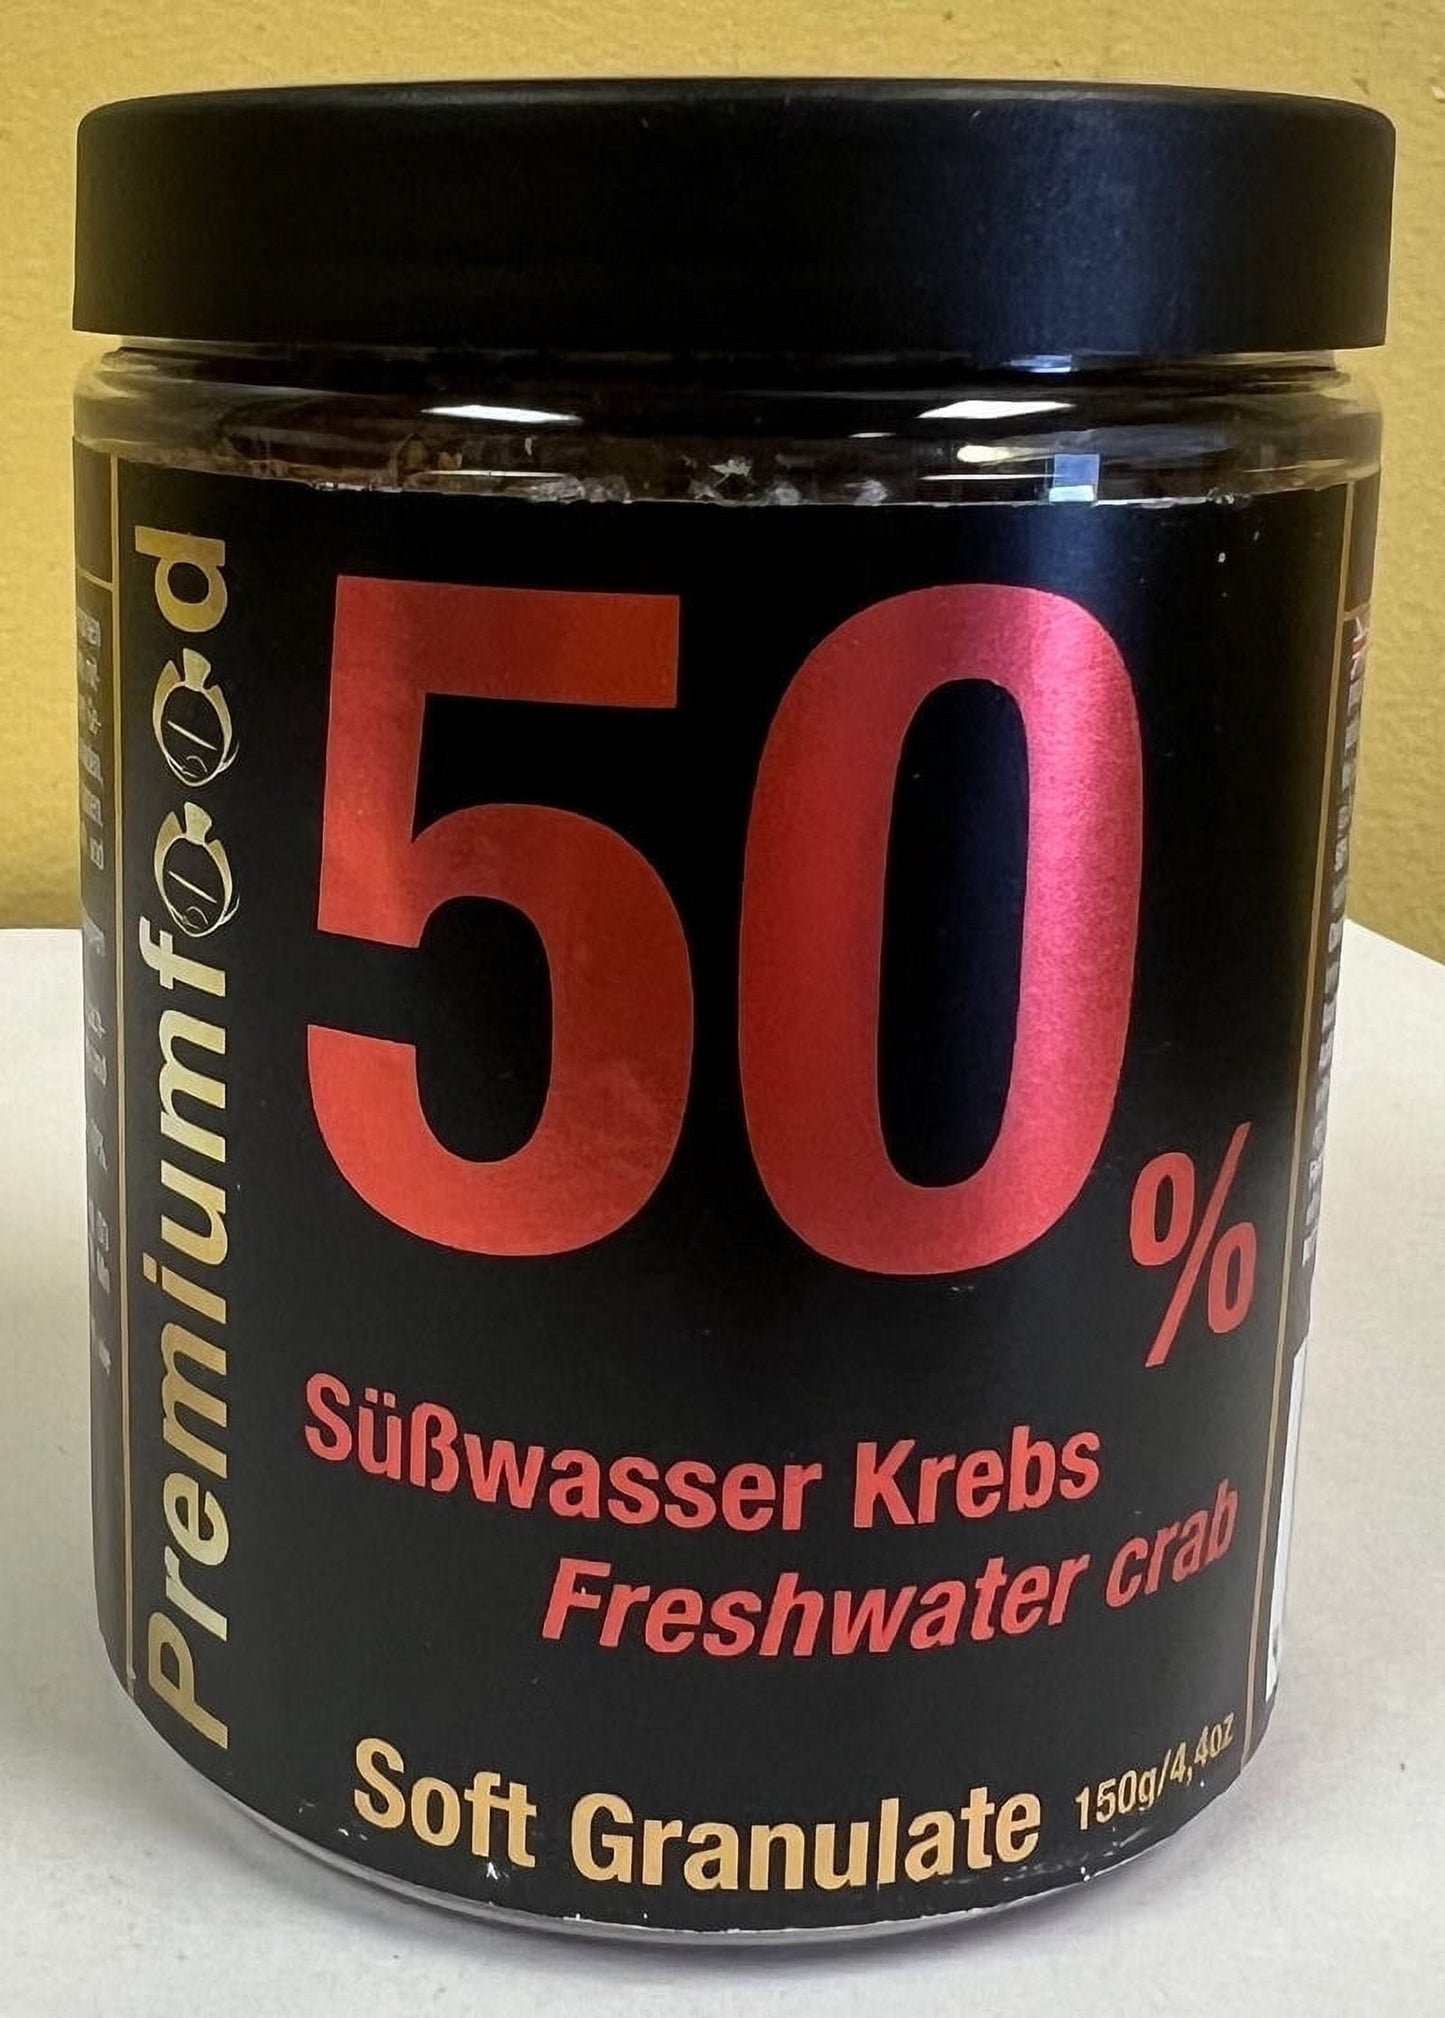 Premiumfood
50%
Süßwasser Krebs
Freshwater crab
Soft Granulate 150g/4,4oz